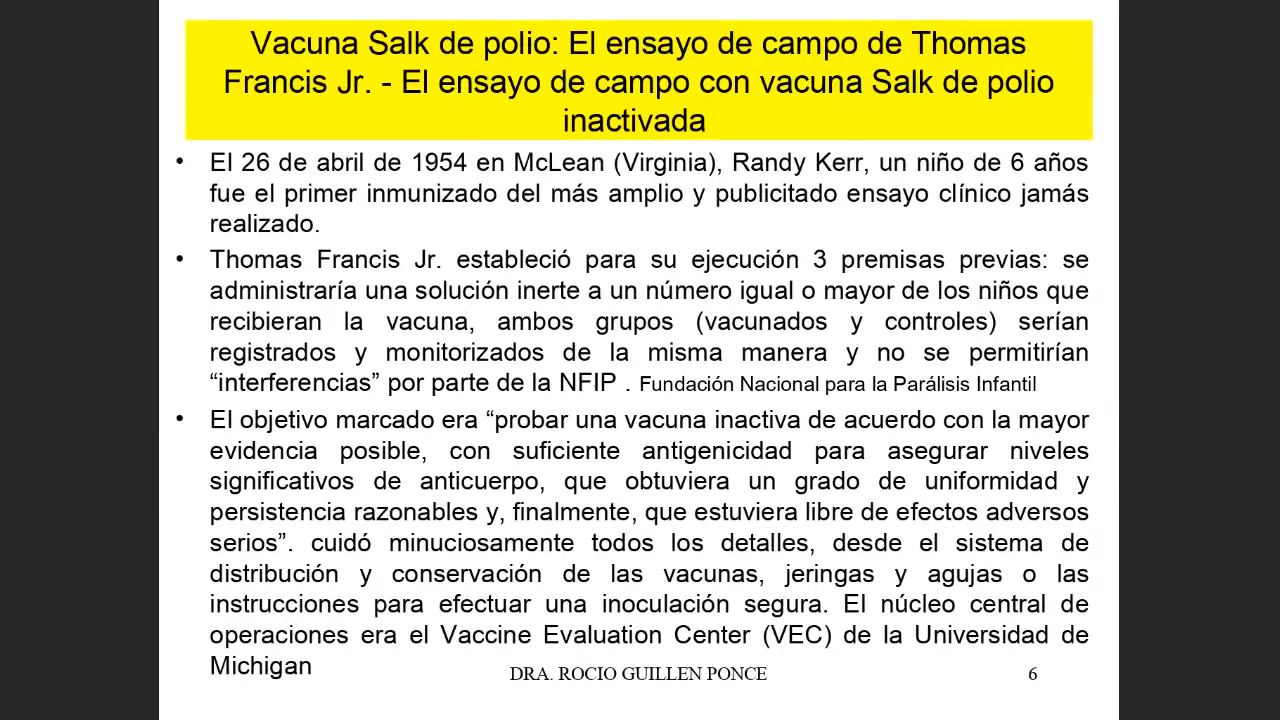 Vacuna Salk de polio: El ensayo de campo de Thomas
Francis Jr. - El ensayo de campo con vacuna Salk de polio
inactivada
• El 26 de abril de 1954 en McLean (Virginia), Randy Kerr, un niño de 6 años
fue el primer inmunizado del más amplio y publicitado ensayo clínico jamás
realizado.
• Thomas Francis Jr. estableció para su ejecución 3 premisas previas: se
administraría una solución inerte a un número igual o mayor de los niños que
recibieran la vacuna, ambos grupos (vacunados y controles) serían
registrados y monitorizados de la misma manera y no se permitirían
“interferencias” por parte de la NFIP . Fundación Nacional para la Parálisis Infantil
• El objetivo marcado era “probar una vacuna inactiva de acuerdo con la mayor
evidencia posible, con suficiente antigenicidad para asegurar niveles
significativos de anticuerpo, que obtuviera un grado de uniformidad y
persistencia razonables y, finalmente, que estuviera libre de efectos adversos
serios”. cuidó minuciosamente todos los detalles, desde el sistema de
distribución y conservación de las vacunas, jeringas y agujas o las
instrucciones para efectuar una inoculación segura. El núcleo central de
operaciones era el Vaccine Evaluation Center (VEC) de la Universidad de
Michigan
DRA. ROCIO GUILLEN PONCE
6